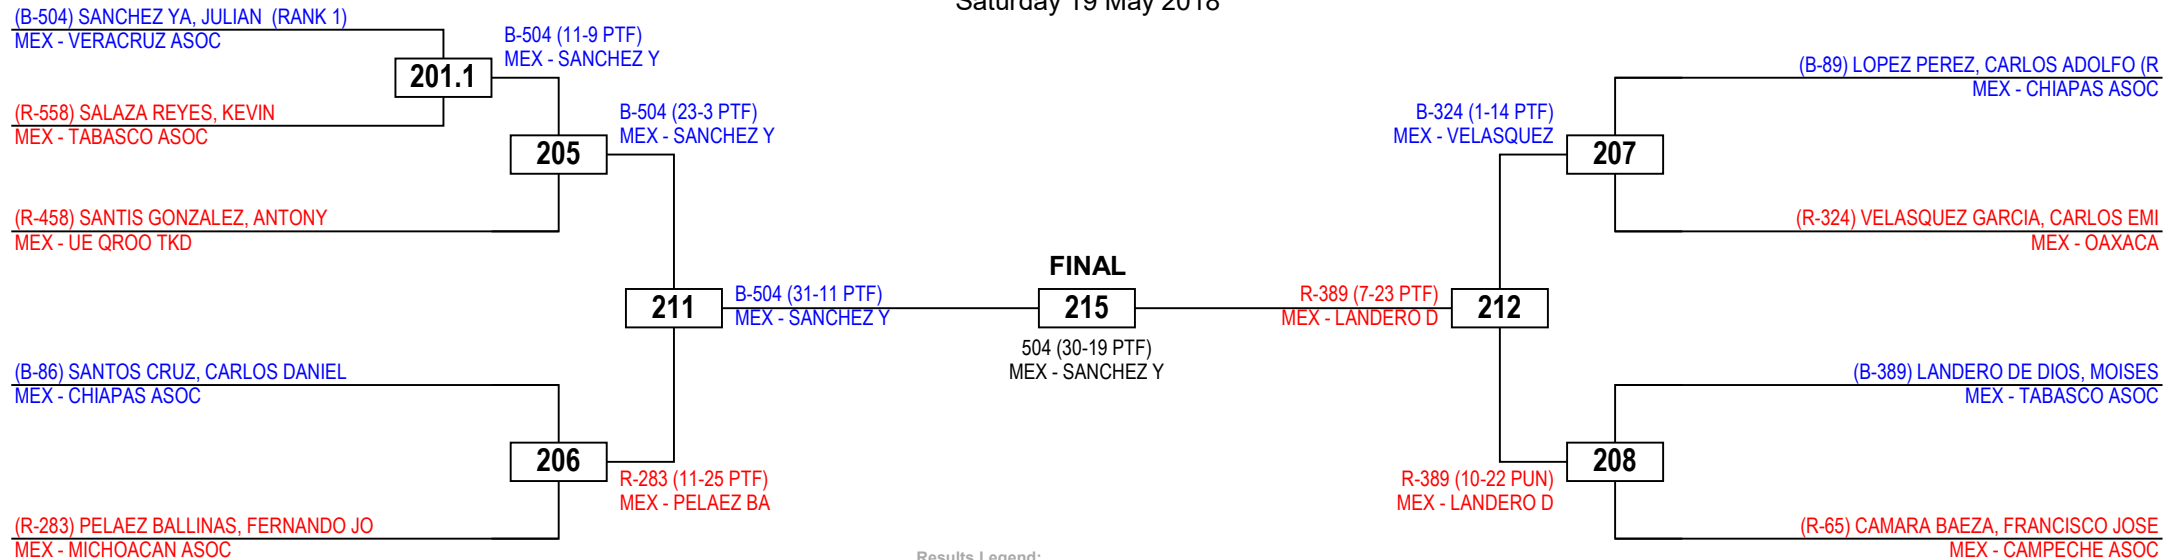 Saturday 19 May 2018
(B-504) SANCHEZ YA, JULIAN (RANK 1)
MEX - VERACRUZ ASOC
B-504 (11-9 PTF)
MEX - SANCHEZ Y
201.1
(R-558) SALAZA REYES, KEVIN
MEX - TABASCO ASOC
B-504 (23-3 PTF)
MEX - SANCHEZ Y
205
(R-458) SANTIS GONZALEZ, ANTONY
MEX - UE QROO TKD
211
B-504 (31-11 PTF)
MEX - SANCHEZ Y
(B-86) SANTOS CRUZ, CARLOS DANIEL
MEX - CHIAPAS ASOC
206
R-283 (11-25 PTF)
MEX - PELAEZ BA
(R-283) PELAEZ BALLINAS, FERNANDO JO
MEX - MICHOACAN ASOC
FINAL
215
504 (30-19 PTF)
MEX - SANCHEZ Y
(B-89) LOPEZ PEREZ, CARLOS ADOLFO (R
MEX - CHIAPAS ASOC
B-324 (1-14 PTF)
MEX - VELASQUEZ
207
(R-324) VELASQUEZ GARCIA, CARLOS EMI
MEX - OAXACA
R-389 (7-23 PTF)
MEX - LANDERO D
212
(B-389) LANDERO DE DIOS, MOISES
MEX - TABASCO ASOC
208
R-389 (10-22 PUN)
MEX - LANDERO D
(R-65) CAMARA BAEZA, FRANCISCO JOSE
MEX - CAMPECHE ASOC
Results Legend: